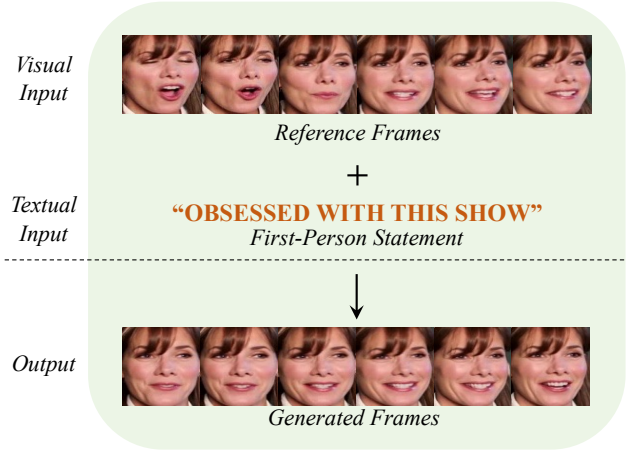 Visual
Input
Reference Frames
+
Textual
Input
“OBSESSED WITH THIS SHOW”
First-Person Statement
Output
Generated Frames